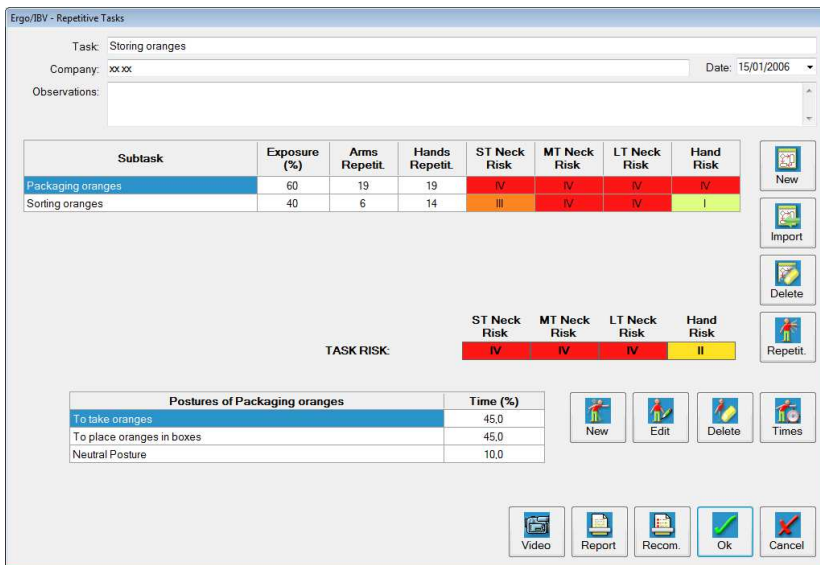 Ergo/IBV - Repetitive Tasks
Task: Storing oranges
Company: xx xx Date: 15/01/2006
Observations:
Subtask Exposure (%) Arms Repetit. Hands Repetit. ST Neck Risk MT Neck Risk LT Neck Risk Hand Risk
Packaging oranges 60 19 19 IV IV IV IV
Sorting oranges 40 6 14 III IV IV I
New
Import
Delete
Repetit.
ST Neck Risk MT Neck Risk LT Neck Risk Hand Risk
TASK RISK: IV IV IV II
Postures of Packaging oranges Time (%)
To take oranges 45,0
To place oranges in boxes 45,0
Neutral Posture 10,0
New Edit Delete Times
Video Report Recom. Ok Cancel